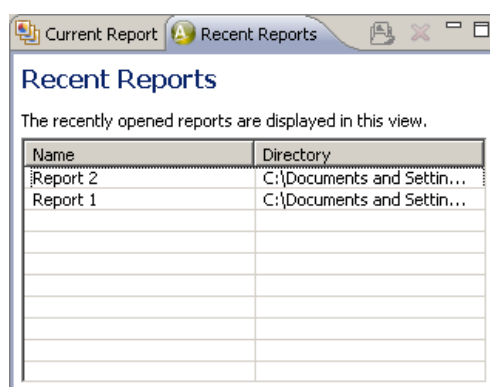 Current Report Recent Reports
Recent Reports
The recently opened reports are displayed in this view.
Name Directory
Report 2 C:\Documents and Settin...
Report 1 C:\Documents and Settin...